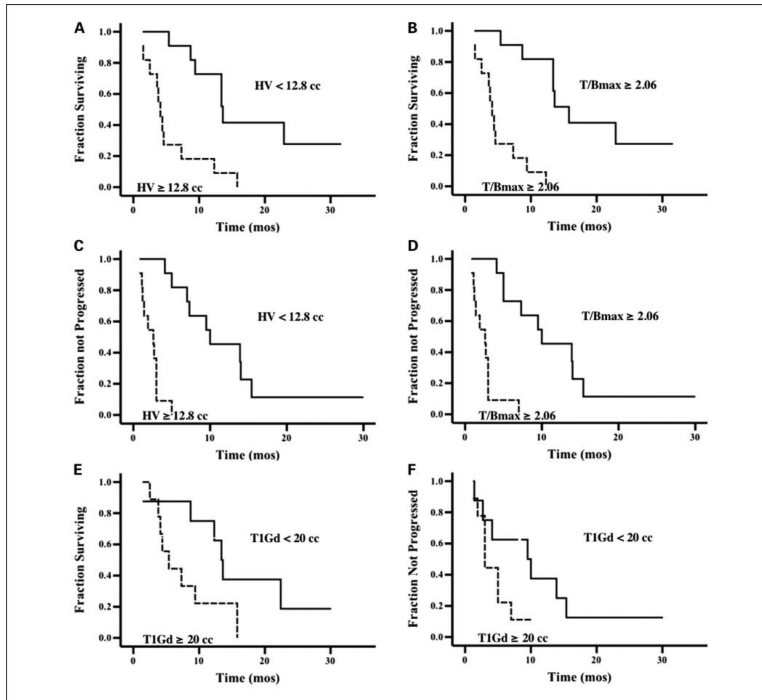 A
Fraction Surviving
1.0
0.8
0.6
0.4
0.2
0.0
HV < 12.8 cc
HV ≥ 12.8 cc
0 10 20 30
Time (mos)
B
Fraction Surviving
1.0
0.8
0.6
0.4
0.2
0.0
T/Bmax ≥ 2.06
T/Bmax ≥ 2.06
0 10 20 30
Time (mos)
C
Fraction not Progressed
1.0
0.8
0.6
0.4
0.2
0.0
HV < 12.8 cc
HV ≥ 12.8 cc
0 10 20 30
Time (mos)
D
Fraction not Progressed
1.0
0.8
0.6
0.4
0.2
0.0
T/Bmax ≥ 2.06
T/Bmax ≥ 2.06
0 10 20 30
Time (mos)
E
Fraction Surviving
1.0
0.8
0.6
0.4
0.2
0.0
T1Gd < 20 cc
T1Gd ≥ 20 cc
0 10 20 30
Time (mos)
F
Fraction Not Progressed
1.0
0.8
0.6
0.4
0.2
0.0
T1Gd < 20 cc
T1Gd ≥ 20 cc
0 10 20 30
Time (mos)